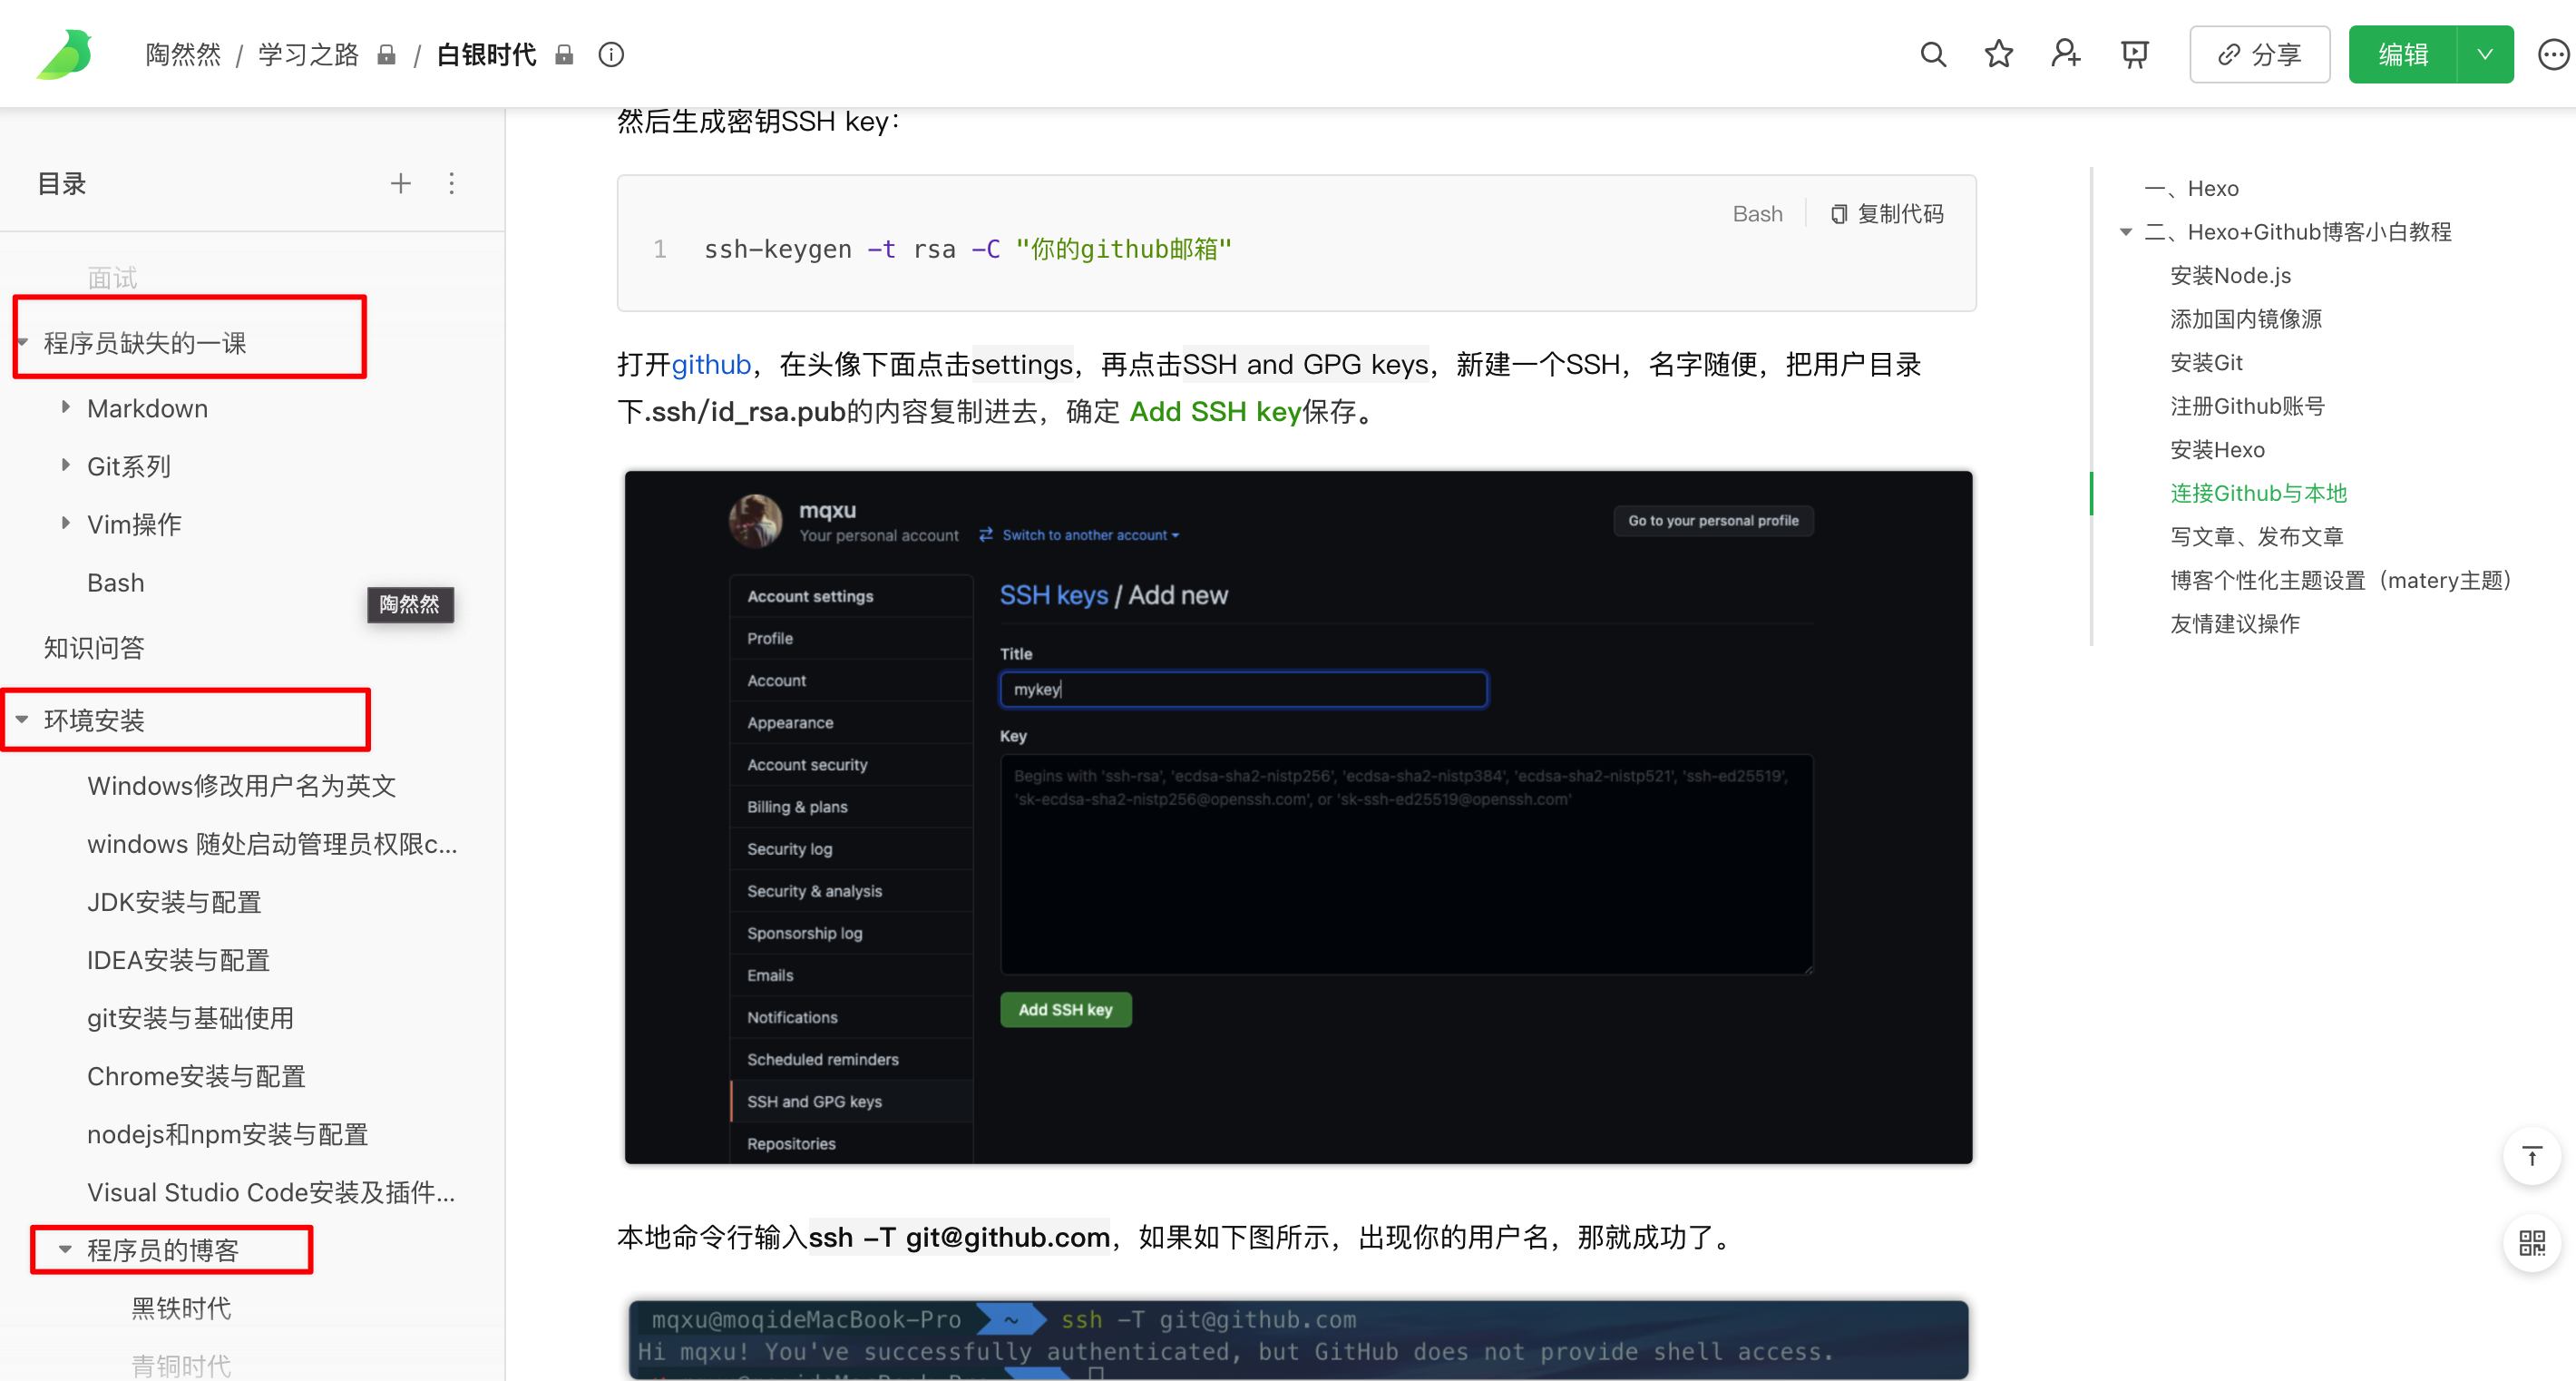 陶然然 / 学习之路 / 白银时代
分享
编辑
目录
面试
程序员缺失的一课
Markdown
Git系列
Vim操作
Bash
陶然然
知识问答
环境安装
Windows修改用户名为英文
windows 随处启动管理员权限c...
JDK安装与配置
IDEA安装与配置
git安装与基础使用
Chrome安装与配置
nodejs和npm安装与配置
Visual Studio Code安装及插件...
程序员的博客
黑铁时代
青铜时代
然后生成密钥SSH key：
Bash
复制代码
1 ssh-keygen -t rsa -C "你的github邮箱"
打开github，在头像下面点击settings，再点击SSH and GPG keys，新建一个SSH，名字随便，把用户目录
下.ssh/id_rsa.pub的内容复制进去，确定 Add SSH key保存。
mqxu
Your personal account
Switch to another account
Go to your personal profile
Account settings
Profile
Account
Appearance
Account security
Billing & plans
Security log
Security & analysis
Sponsorship log
Emails
Notifications
Scheduled reminders
SSH and GPG keys
Repositories
SSH keys / Add new
Title
mykey
Key
Begins with 'ssh-rsa', 'ecdsa-sha2-nistp256', 'ecdsa-sha2-nistp384', 'ecdsa-sha2-nistp521', 'ssh-ed25519',
'sk-ecdsa-sha2-nistp256@openssh.com', or 'sk-ssh-ed25519@openssh.com'
Add SSH key
本地命令行输入ssh -T git@github.com，如果如下图所示，出现你的用户名，那就成功了。
mqxu@moqideMacBook-Pro ~ ssh -T git@github.com
Hi mqxu! You've successfully authenticated, but GitHub does not provide shell access.
一、Hexo
二、Hexo+Github博客小白教程
安装Node.js
添加国内镜像源
安装Git
注册Github账号
安装Hexo
连接Github与本地
写文章、发布文章
博客个性化主题设置（matery主题）
友情建议操作